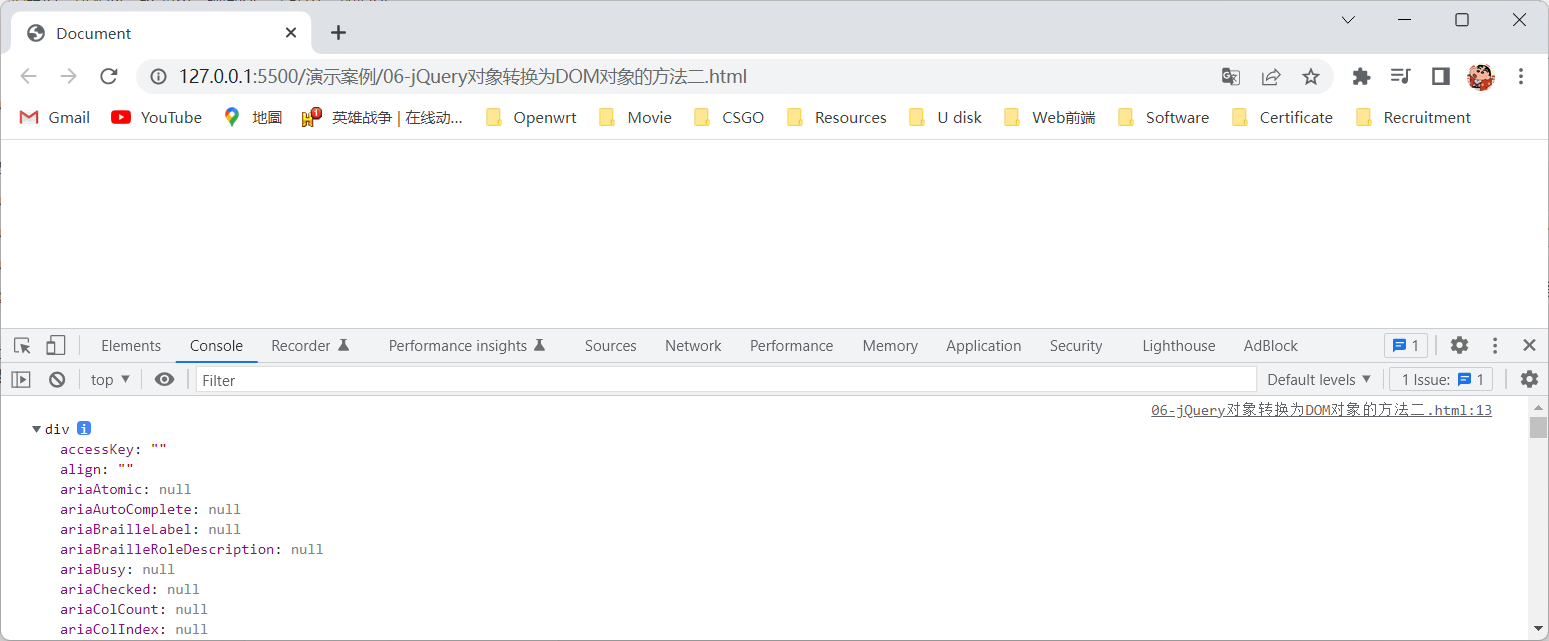 Document
127.0.0.1:5500/演示案例/06-jQuery对象转换为DOM对象的方法二.html
Gmail YouTube 地圖 英雄战争 | 在线动... Openwrt Movie CSGO Resources U disk Web前端 Software Certificate Recruitment
Elements Console Recorder Performance insights Sources Network Performance Memory Application Security Lighthouse AdBlock 1
top Filter Default levels 1 Issue: 1
06-jQuery对象转换为DOM对象的方法二.html:13
div
accessKey: ""
align: ""
ariaAtomic: null
ariaAutoComplete: null
ariaBrailleLabel: null
ariaBrailleRoleDescription: null
ariaBusy: null
ariaChecked: null
ariaColCount: null
ariaColIndex: null